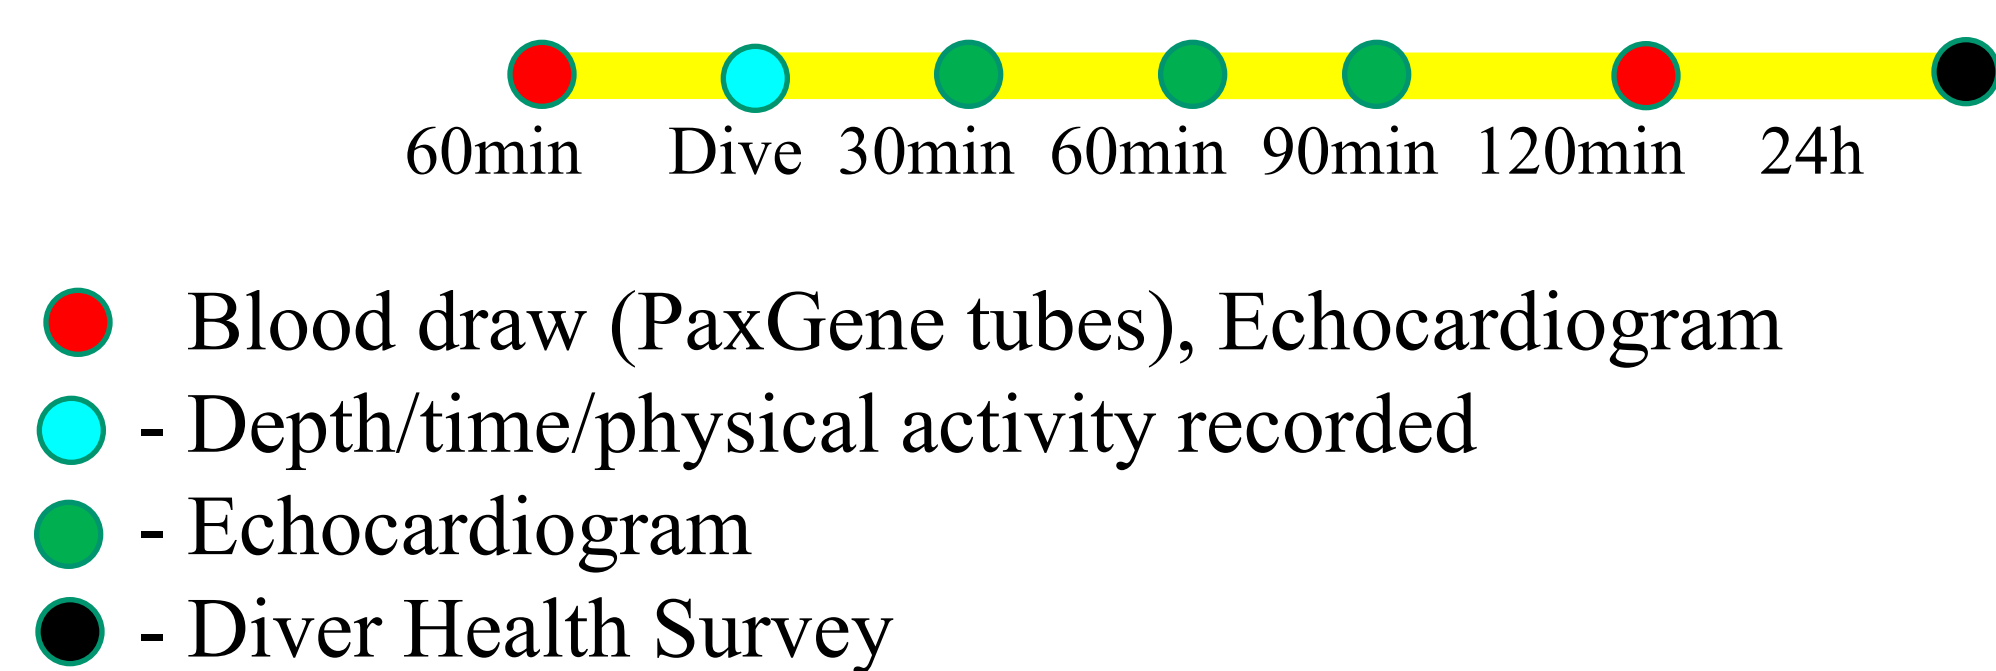 60min Dive 30min 60min 90min 120min 24h
Blood draw (PaxGene tubes), Echocardiogram
- Depth/time/physical activity recorded
- Echocardiogram
- Diver Health Survey